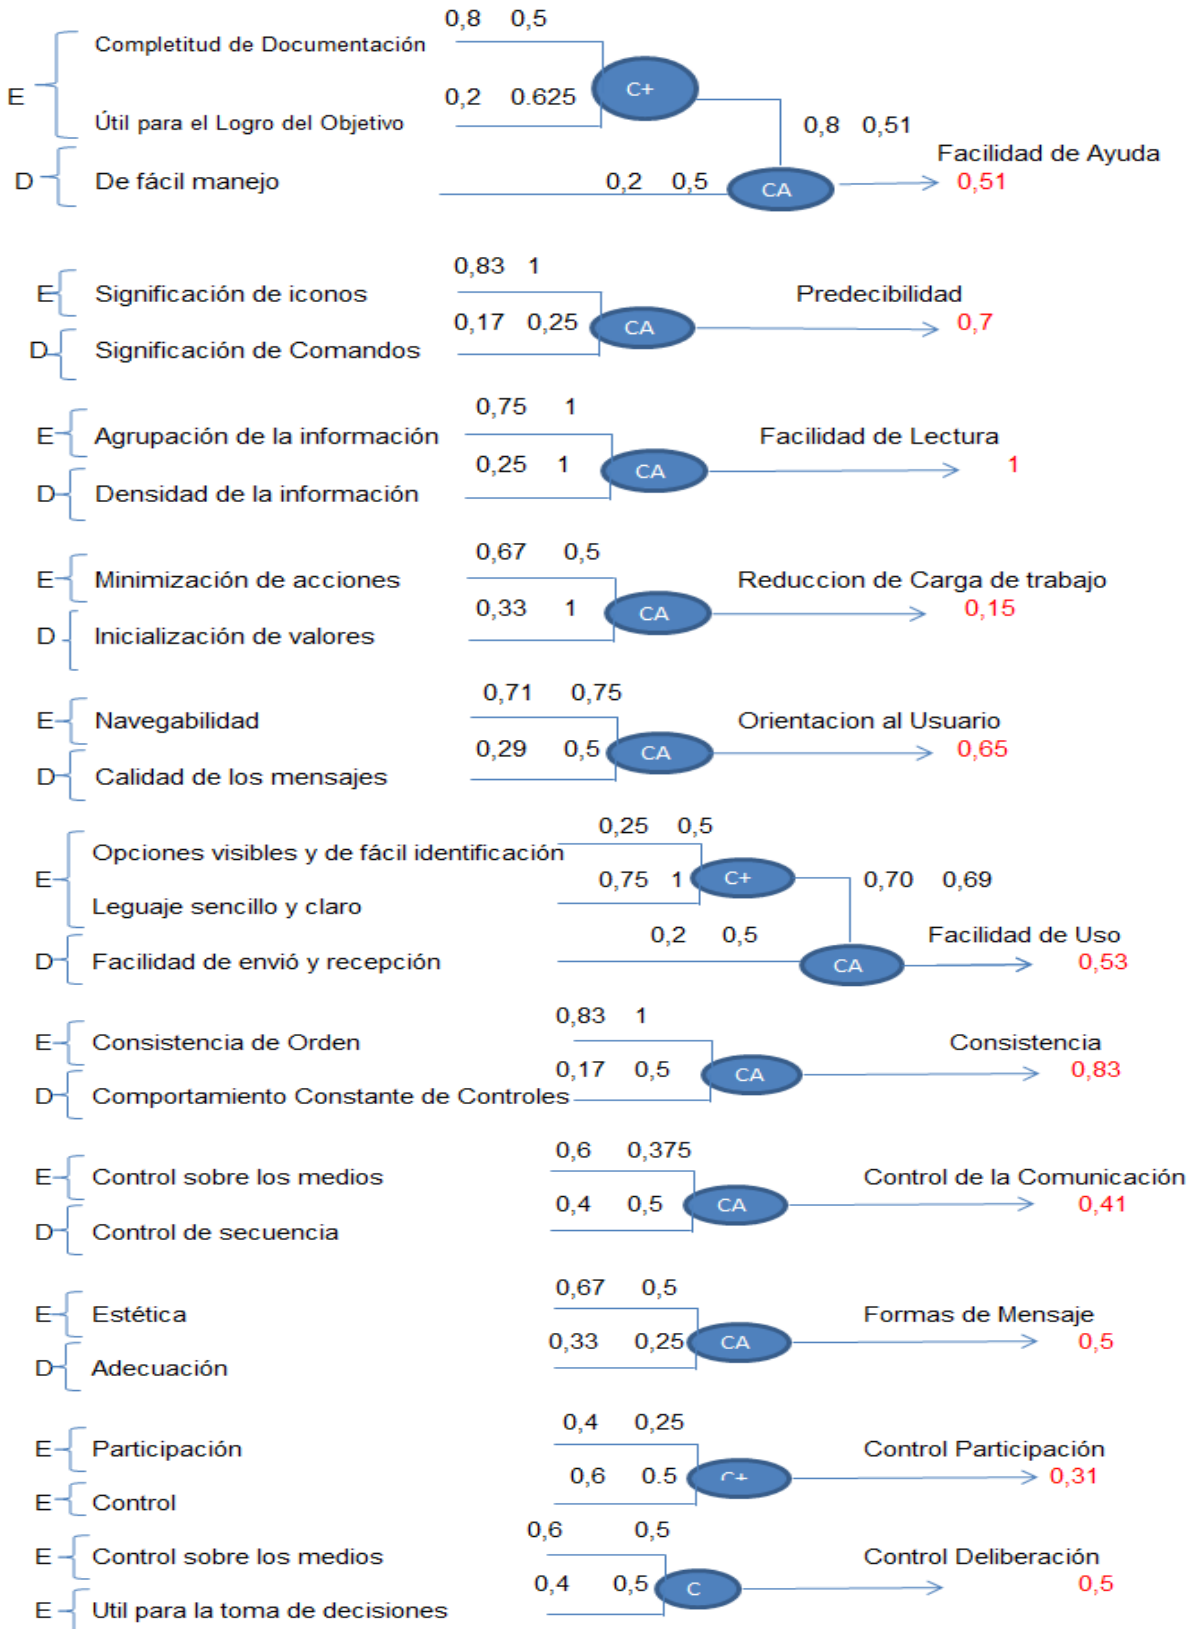 0,8 0,5
Completitud de Documentación
C+
E
0,2 0.625
Útil para el Logro del Objetivo
0,8 0,51
Facilidad de Ayuda
D De fácil manejo 0,2 0,5 CA 0,51
0,83 1
E Significación de iconos Predecibilidad
0,17 0,25 CA 0,7
D Significación de Comandos
0,75 1
E Agrupación de la información Facilidad de Lectura
0,25 1 CA 1
D Densidad de la información
0,67 0,5
E Minimización de acciones Reduccion de Carga de trabajo
0,33 1 CA 0,15
D Inicialización de valores
0,71 0,75
E Navegabilidad Orientacion al Usuario
0,29 0,5 CA 0,65
D Calidad de los mensajes
0,25 0,5
Opciones visibles y de fácil identificación
E 0,75 1 C+ 0,70 0,69
Leguaje sencillo y claro
0,2 0,5 Facilidad de Uso
D Facilidad de envió y recepción CA 0,53
0,83 1
E Consistencia de Orden Consistencia
0,17 0,5 CA 0,83
D Comportamiento Constante de Controles
0,6 0,375
E Control sobre los medios Control de la Comunicación
0,4 0,5 CA 0,41
D Control de secuencia
0,67 0,5
E Estética Formas de Mensaje
0,33 0,25 CA 0,5
D Adecuación
0,4 0,25
E Participación Control Participación
0,6 0.5 C+ 0,31
E Control
0,6 0,5
E Control sobre los medios Control Deliberación
0,4 0,5 C 0,5
E Util para la toma de decisiones